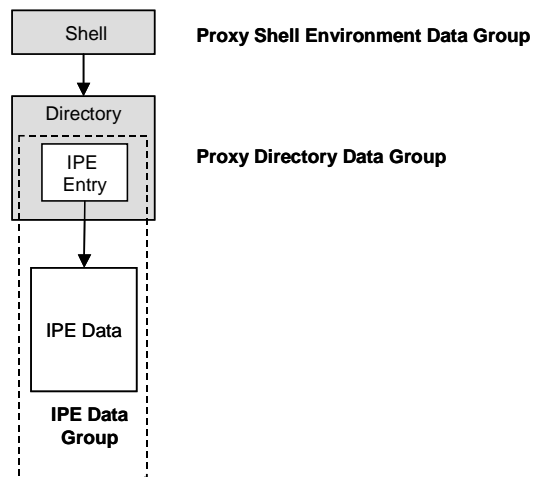 Shell
Proxy Shell Environment Data Group
Directory
IPE
Entry
Proxy Directory Data Group
IPE Data
IPE Data
Group